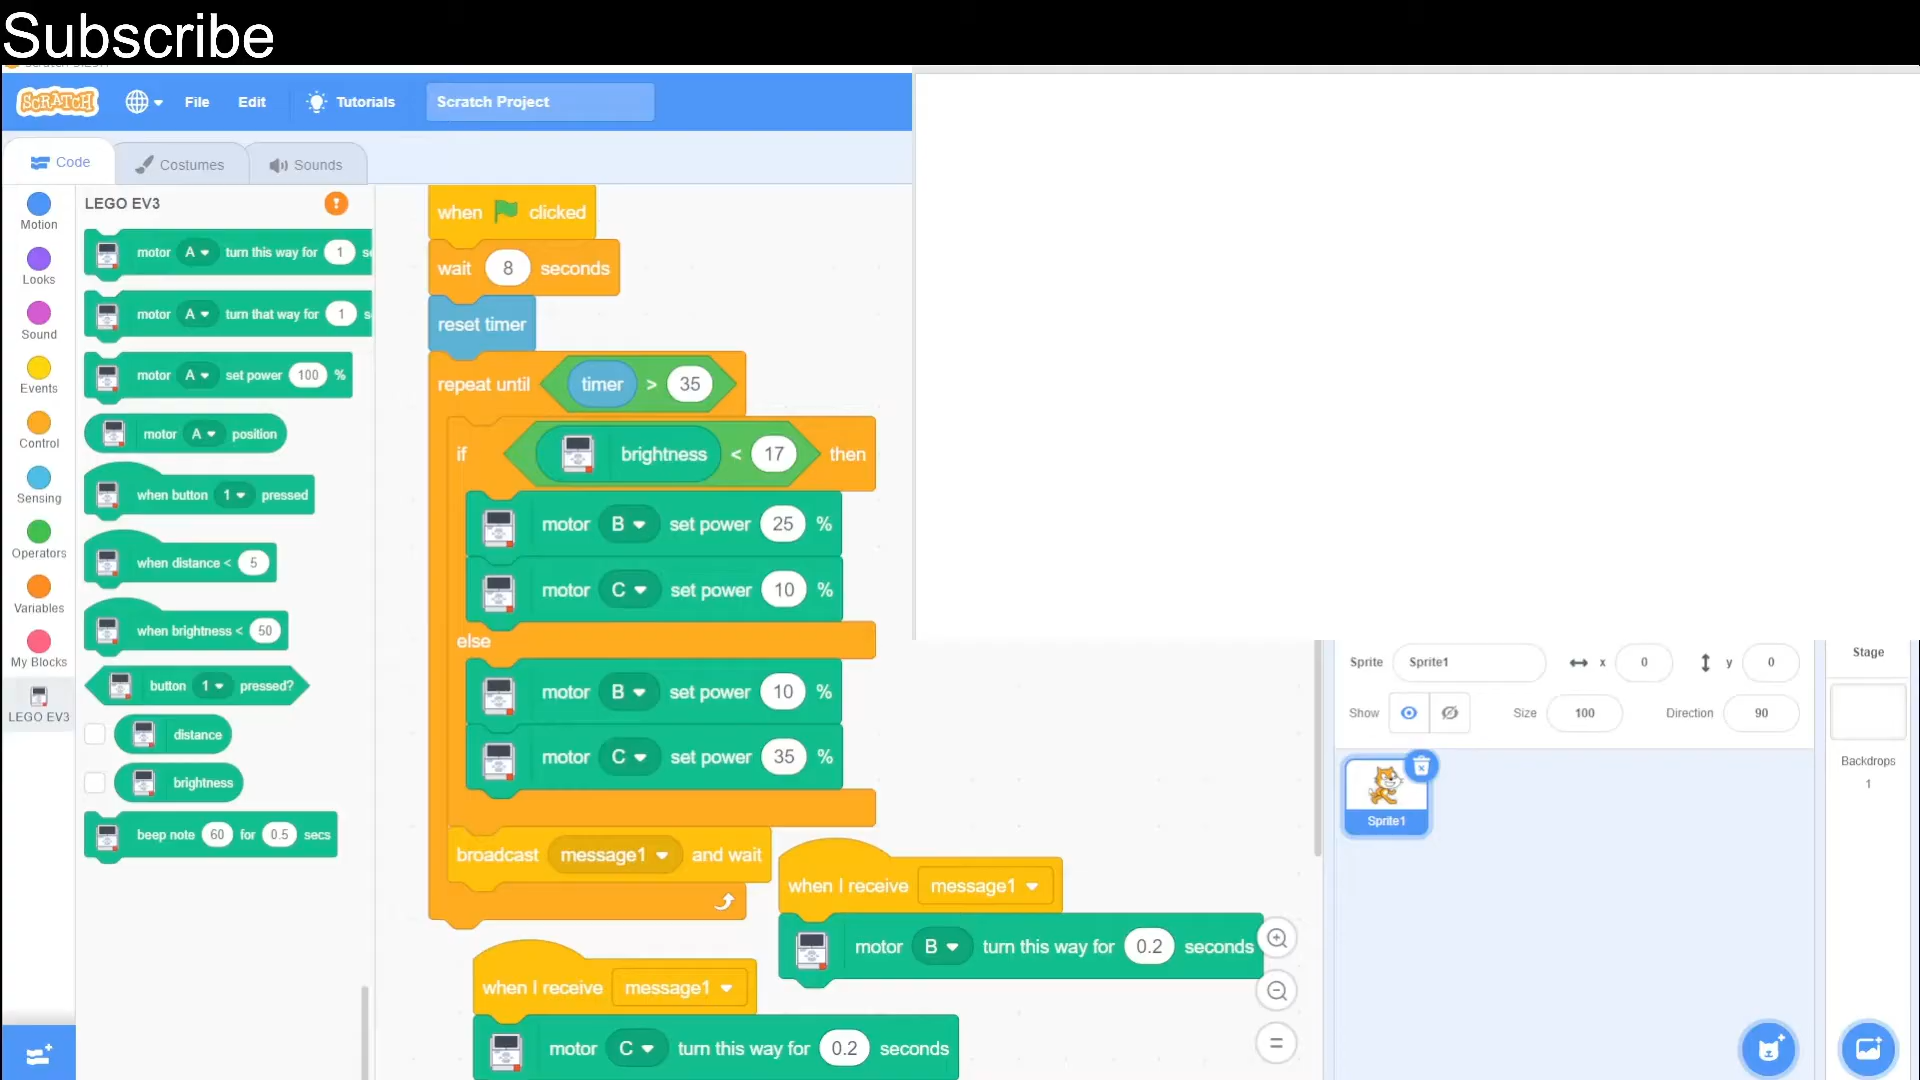 Subscribe
SCRATCH
File
Edit
Tutorials
Scratch Project
Code
Costumes
Sounds
Motion
Looks
Sound
Events
Control
Sensing
Operators
Variables
My Blocks
LEGO EV3
LEGO EV3
motor A turn this way for 1
motor A turn that way for 1
motor A set power 100 %
motor A position
when button 1 pressed
when distance < 5
when brightness < 50
button 1 pressed?
distance
brightness
beep note 60 for 0.5 secs
when clicked
wait 8 seconds
reset timer
repeat until timer > 35
if brightness < 17 then
motor B set power 25 %
motor C set power 10 %
else
motor B set power 10 %
motor C set power 35 %
broadcast message1 and wait
when I receive message1
motor B turn this way for 0.2 seconds
when I receive message1
motor C turn this way for 0.2 seconds
Sprite Sprite1 x 0 y 0
Show Size 100 Direction 90
Sprite1
Stage
Backdrops
1